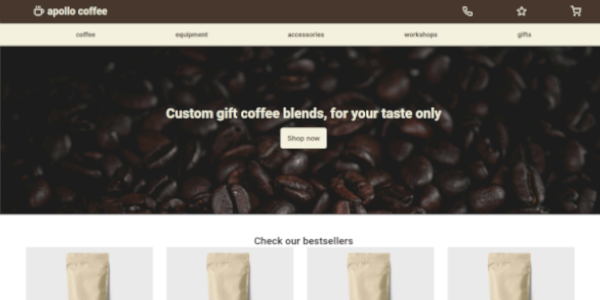 apollo coffee
coffee equipment accessories workshops gifts
Custom gift coffee blends, for your taste only
Shop now
Check our bestsellers